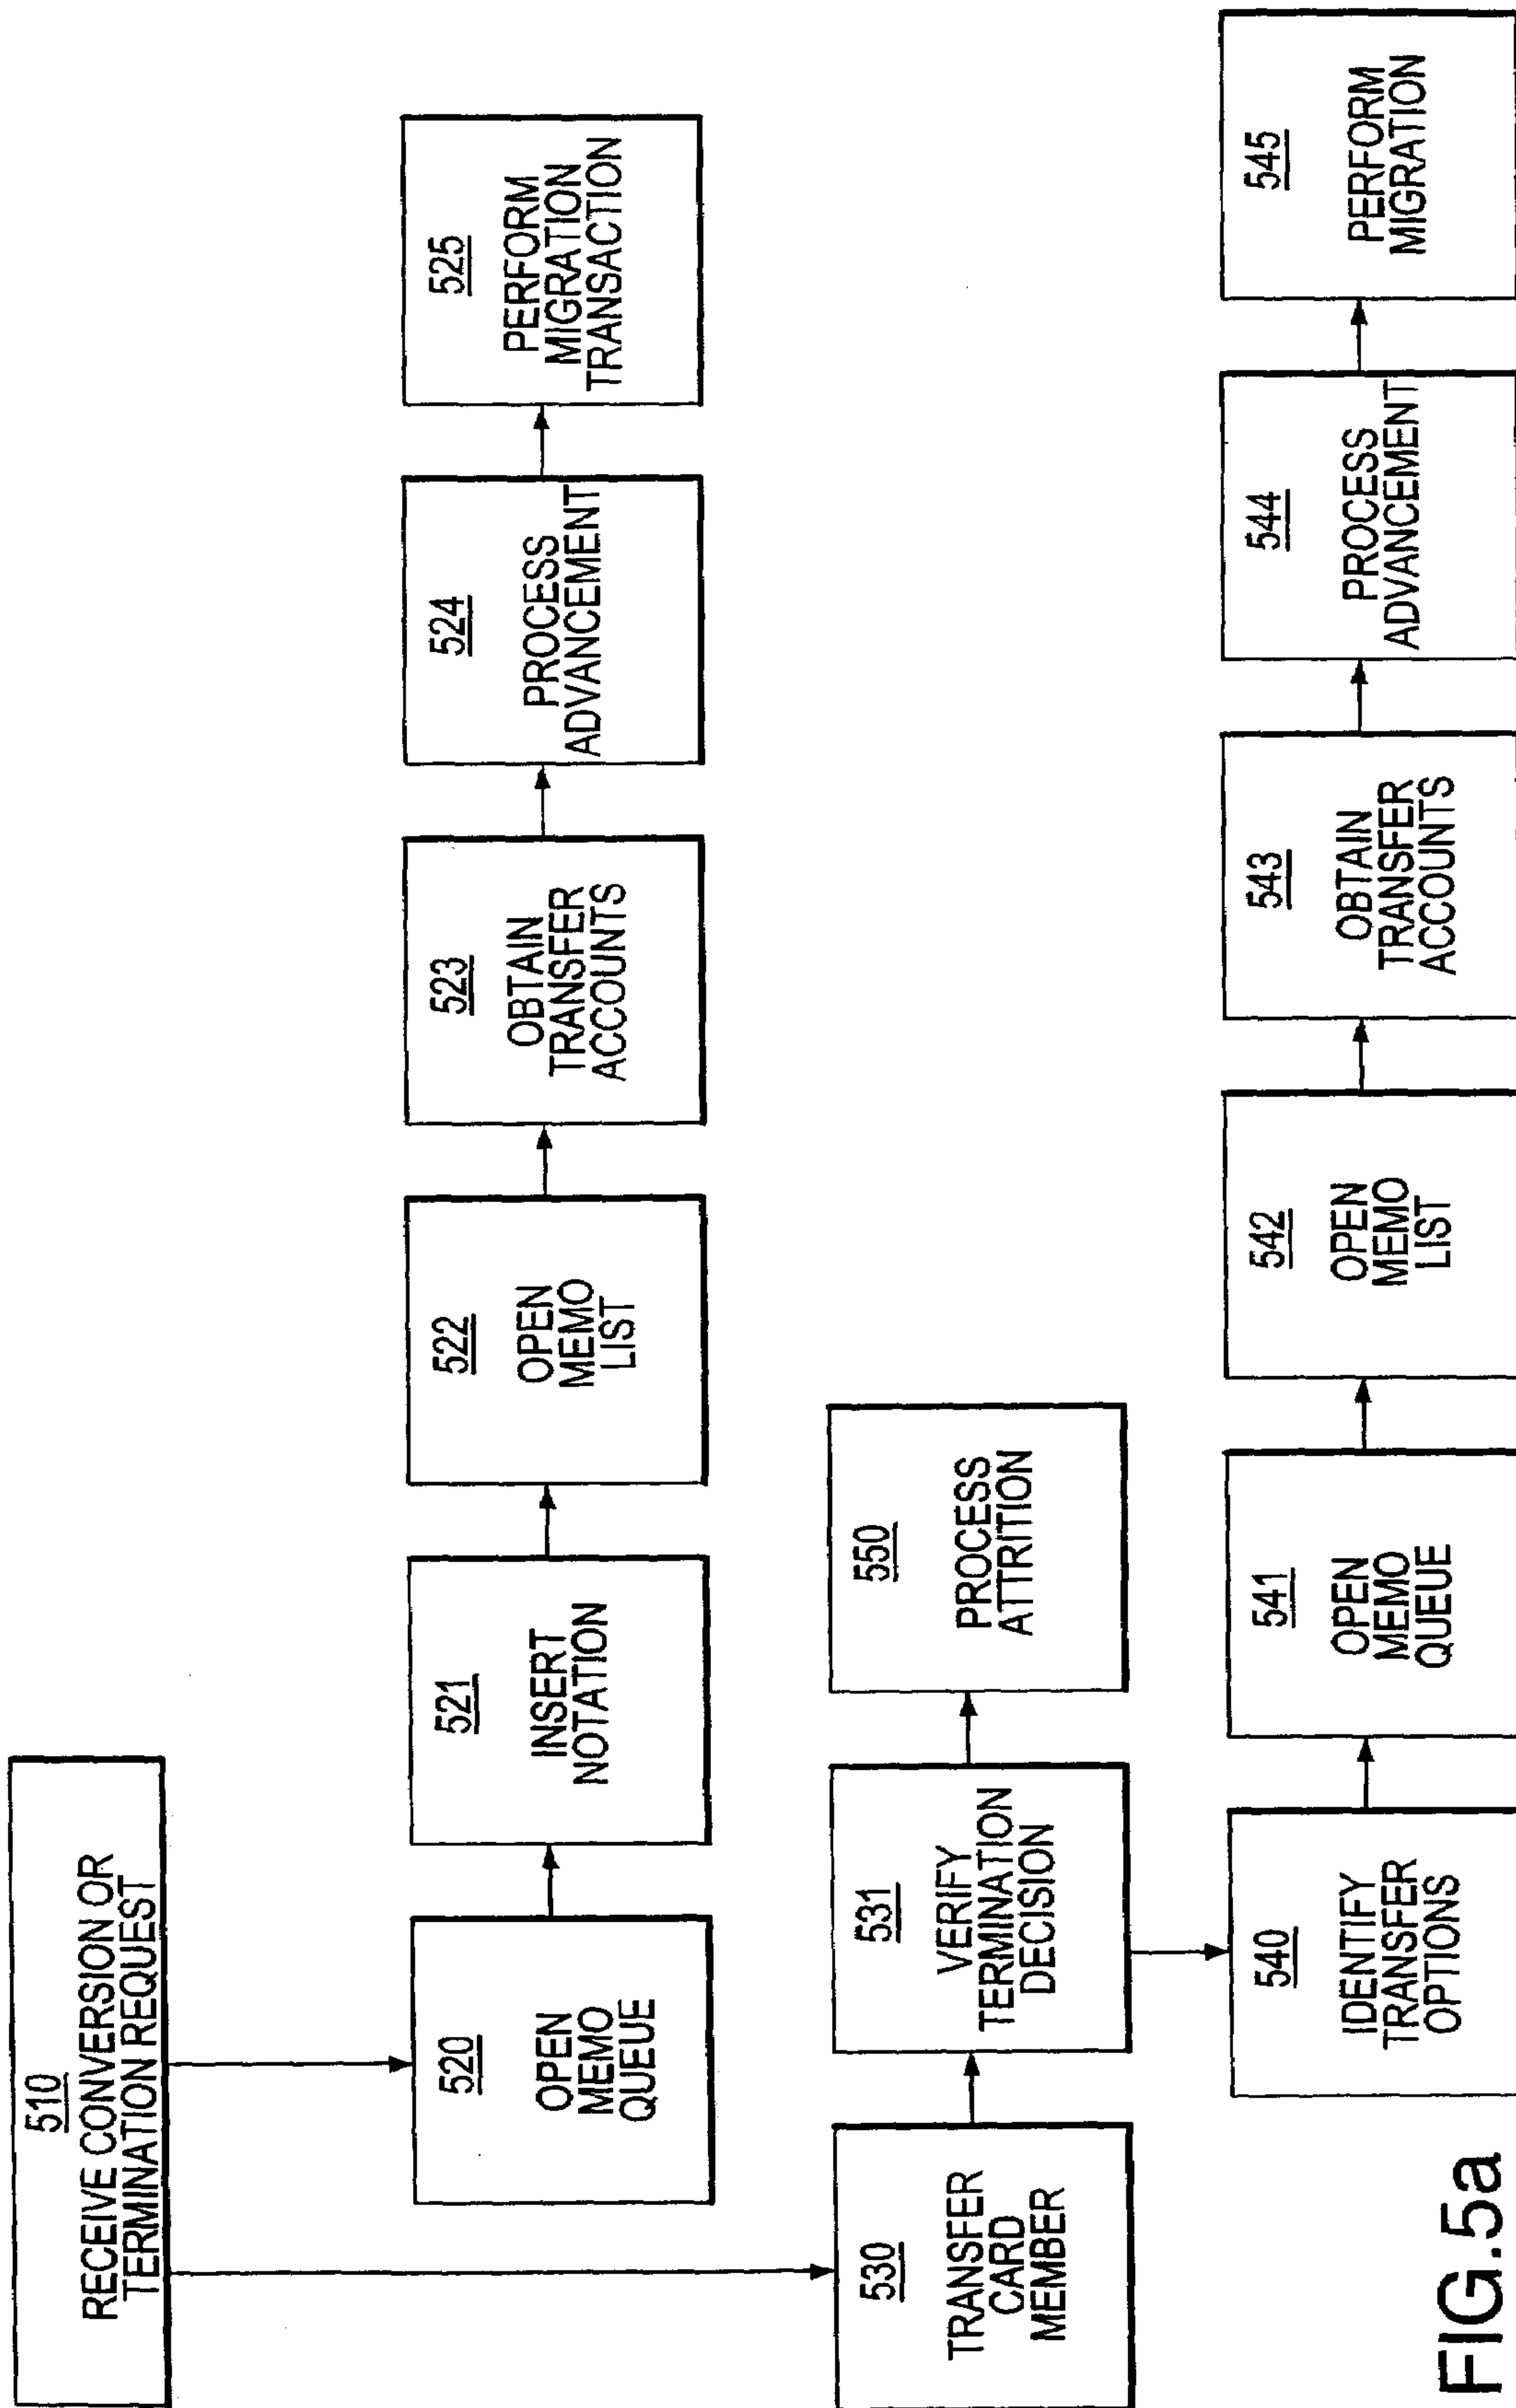 510
RECEIVE CONVERSION OR
TERMINATION REQUEST
520
OPEN
MEMO
QUEUE
521
INSERT
NOTATION
522
OPEN
MEMO
LIST
523
OBTAIN
TRANSFER
ACCOUNTS
524
PROCESS
ADVANCEMENT
525
PERFORM
MIGRATION
TRANSACTION
530
TRANSFER
CARD
MEMBER
531
VERIFY
TERMINATION
DECISION
550
PROCESS
ATTRITION
540
IDENTIFY
TRANSFER
OPTIONS
541
OPEN
MEMO
QUEUE
542
OPEN
MEMO
LIST
543
OBTAIN
TRANSFER
ACCOUNTS
544
PROCESS
ADVANCEMENT
545
PERFORM
MIGRATION
FIG.5a